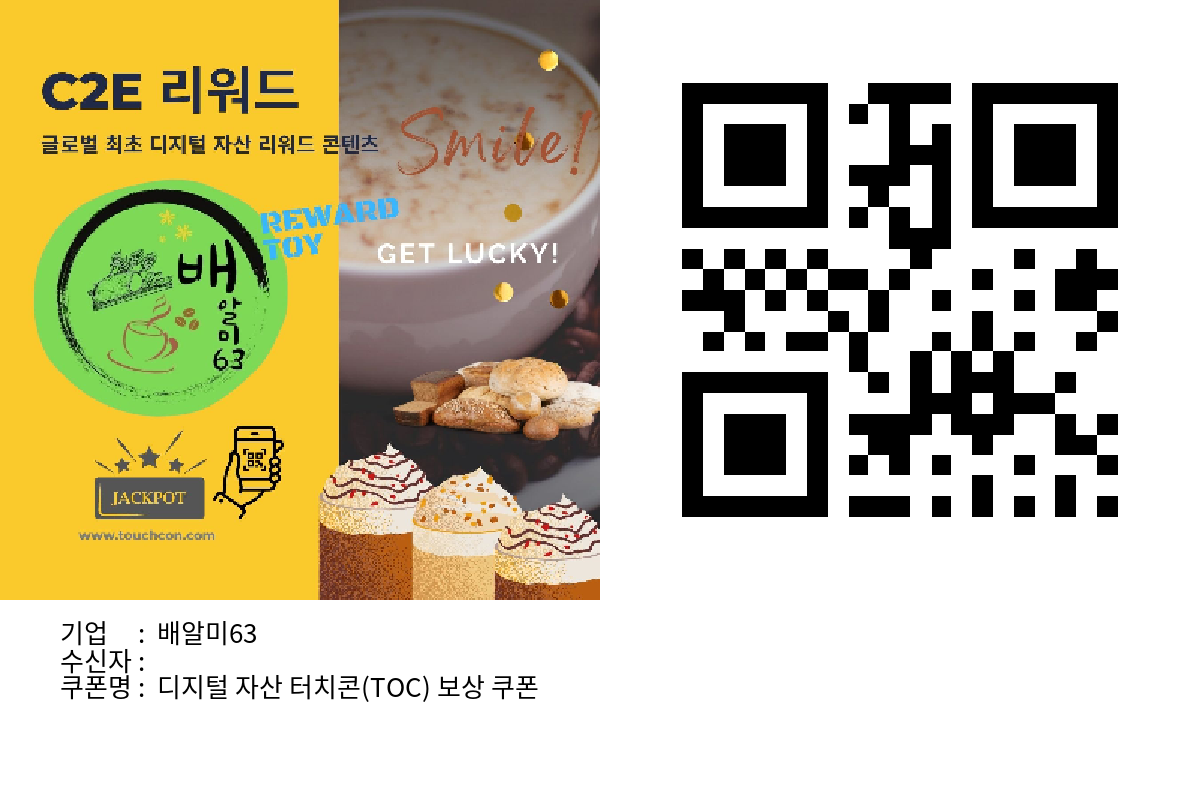 C2E 리워드
글로벌 최초 디지털 자산 리워드 콘텐츠
Smile!
REWARD
TOY
GET LUCKY!
배
알
미
63
JACKPOT
www.touchcon.com
기업 : 배알미63
수신자 :
쿠폰명 : 디지털 자산 터치콘(TOC) 보상 쿠폰